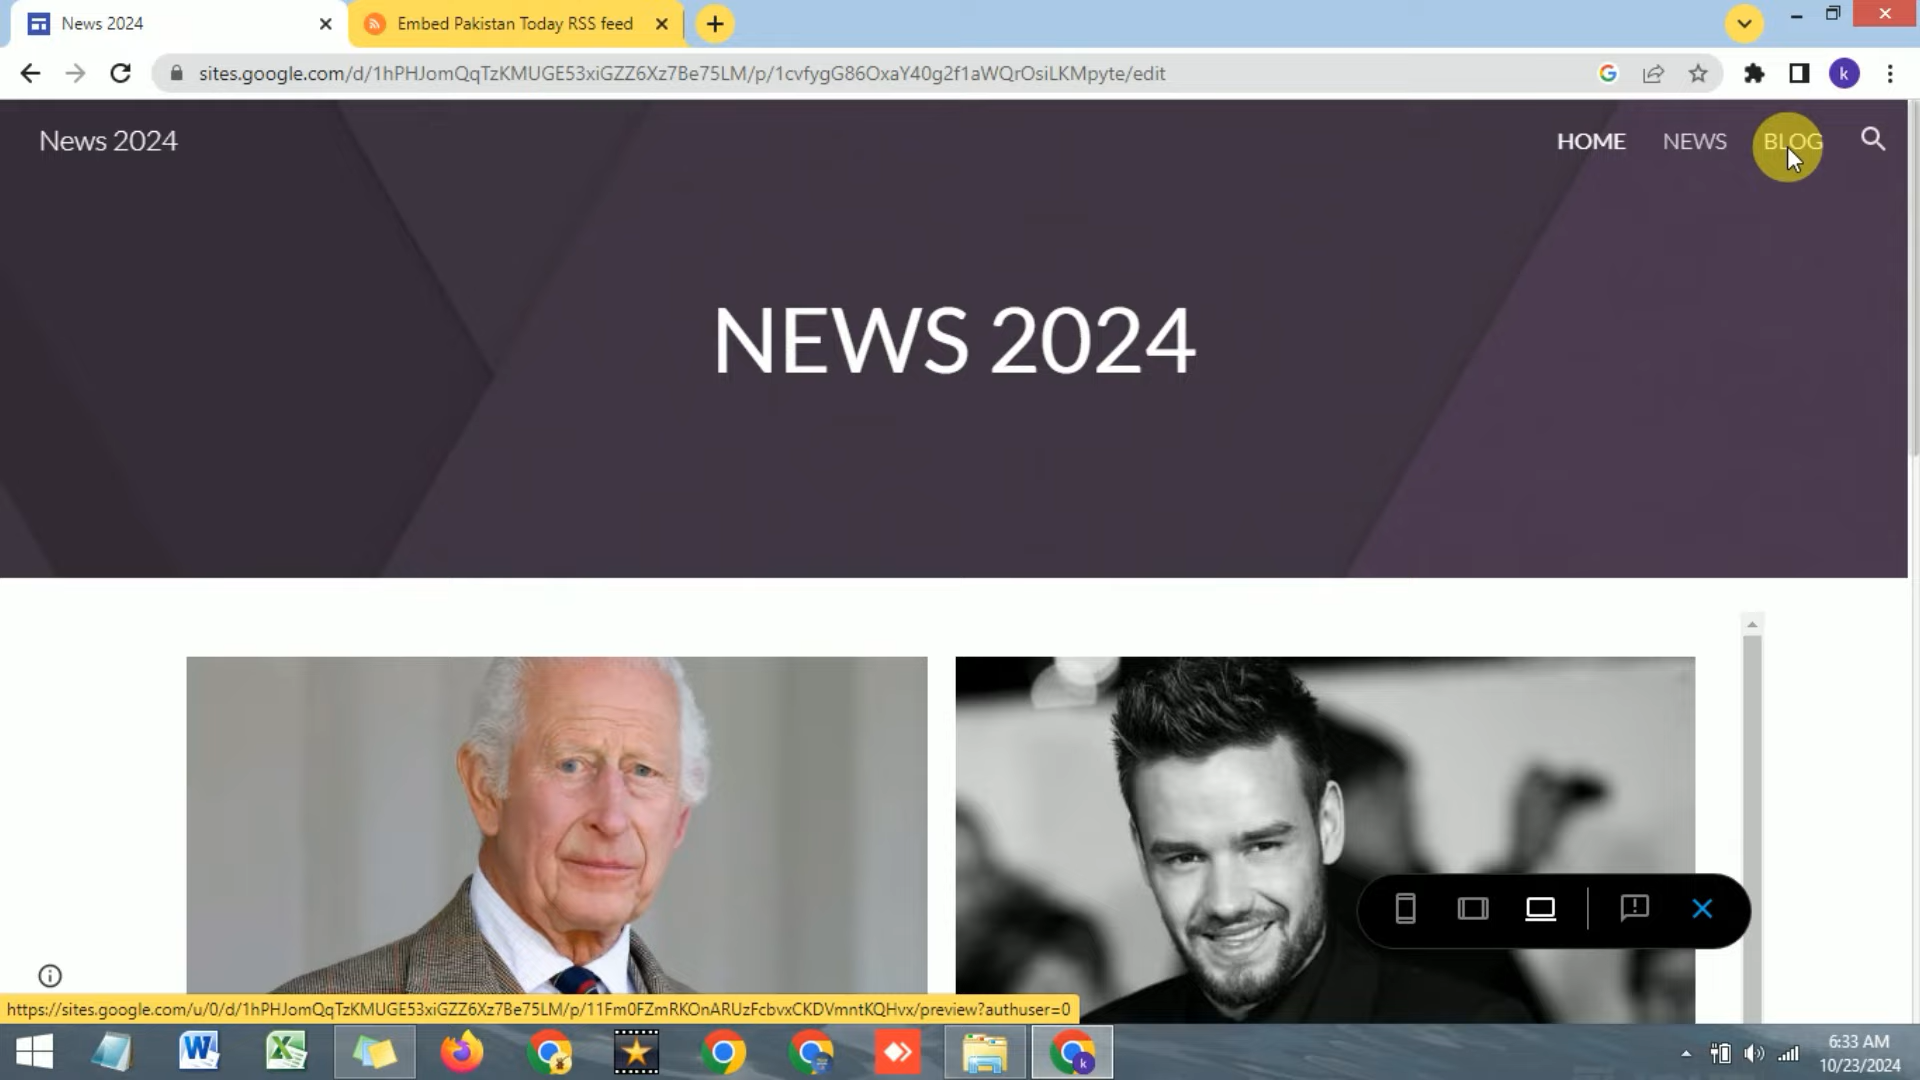 News 2024
Embed Pakistan Today RSS feed
sites.google.com/d/1hPHJomQqTzKMUGE53xiGZZ6Xz7Be75LM/p/1cvfygG86OxaY40g2f1aWQrOsiLKMpyte/edit
k
News 2024
HOME NEWS BLOG
NEWS 2024
https://sites.google.com/u/0/d/1hPHJomQqTzKMUGE53xiGZZ6Xz7Be75LM/p/11Fm0FZmRKOnARUzFcbvxCKDVmntKQHvx/preview?authuser=0
6:33 AM
10/23/2024